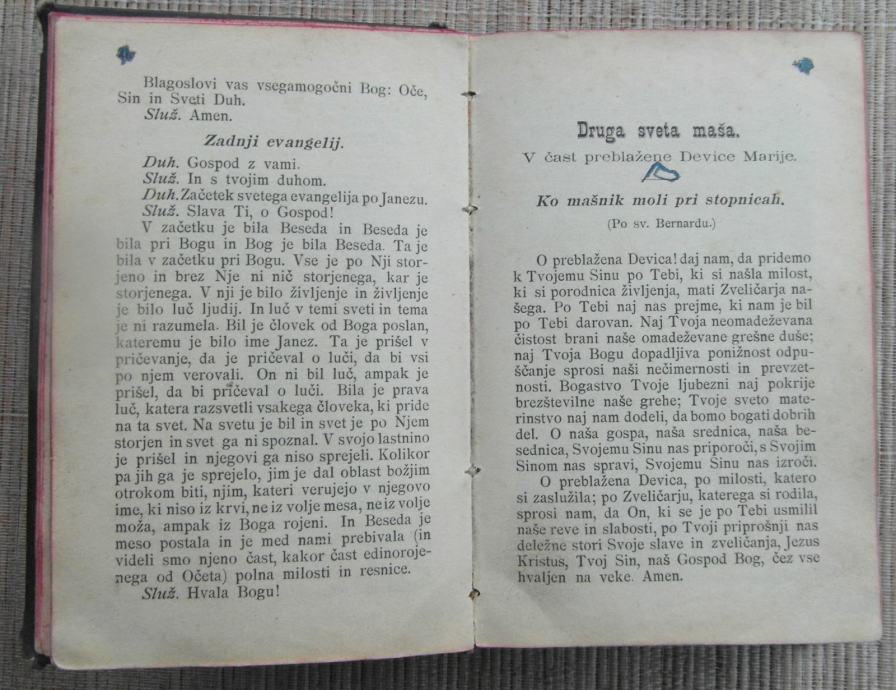 Blagoslovi vas vsegamogočni Bog: Oče,
Sin in Sveti Duh.
Služ. Amen.
Zadnji evangelij.
Duh. Gospod z vami.
Služ. In s tvojim duhom.
Duh. Začetek svetega evangelija po Janezu.
Služ. Slava Ti, o Gospod!
V začetku je bila Beseda in Beseda je
bila pri Bogu in Bog je bila Beseda. Ta je
bila v začetku pri Bogu. Vse je po Nji stor-
jeno in brez Nje ni nič storjenega, kar je
storjenega. V nji je bilo življenje in življenje
je bilo luč ljudij. In luč v temi sveti in tema
je ni razumela. Bil je človek od Boga poslan,
kateremu je bilo ime Janez. Ta je prišel v
pričevanje, da je pričeval o luči, da bi vsi
po njem verovali. On ni bil luč, ampak je
prišel, da bi pričeval o luči. Bila je prava
luč, katera razsvetli vsakega človeka, ki pride
na ta svet. Na svetu je bil in svet je po Njem
storjen in svet ga ni spoznal. V svojo lastnino
je prišel in njegovi ga niso sprejeli. Kolikor
pa jih ga je sprejelo, jim je dal oblast božjim
otrokom biti, njim, kateri verujejo v njegovo
ime, ki niso iz krvi, ne iz volje mesa, ne iz volje
moža, ampak iz Boga rojeni. In Beseda je
meso postala in je med nami prebivala (in
videli smo njeno čast, kakor čast edinoroje-
nega od Očeta) polna milosti in resnice.
Služ. Hvala Bogu!
Druga sveta maša.
V čast preblažene Device Marije.
Ko mašnik moli pri stopnicah.
(Po sv. Bernardu.)
O preblažena Devica! daj nam, da pridemo
k Tvojemu Sinu po Tebi, ki si našla milost,
ki si porodnica življenja, mati Zveličarja na-
šega. Po Tebi naj nas prejme, ki nam je bil
po Tebi darovan. Naj Tvoja neomadeževana
čistost brani naše omadeževane grešne duše;
naj Tvoja Bogu dopadljiva ponižnost odpu-
ščanje sprosi naši nečimernosti in prevzet-
nosti. Bogastvo Tvoje ljubezni naj pokrije
brezštevilne naše grehe; Tvoje sveto mate-
rinstvo naj nam dodeli, da bomo bogati dobrih
del. O naša gospa, naša srednica, naša be-
sednica, Svojemu Sinu nas priporoči, s Svojim
Sinom nas spravi, Svojemu Sinu nas izroči.
O preblažena Devica, po milosti, katero
si zaslužila; po Zveličarju, katerega si rodila,
sprosi nam, da On, ki se je po Tebi usmilil
naše reve in slabosti, po Tvoji priprošnji nas
deležne stori Svoje slave in zveličanja, Jezus
Kristus, Tvoj Sin, naš Gospod Bog, čez vse
hvaljen na veke. Amen.